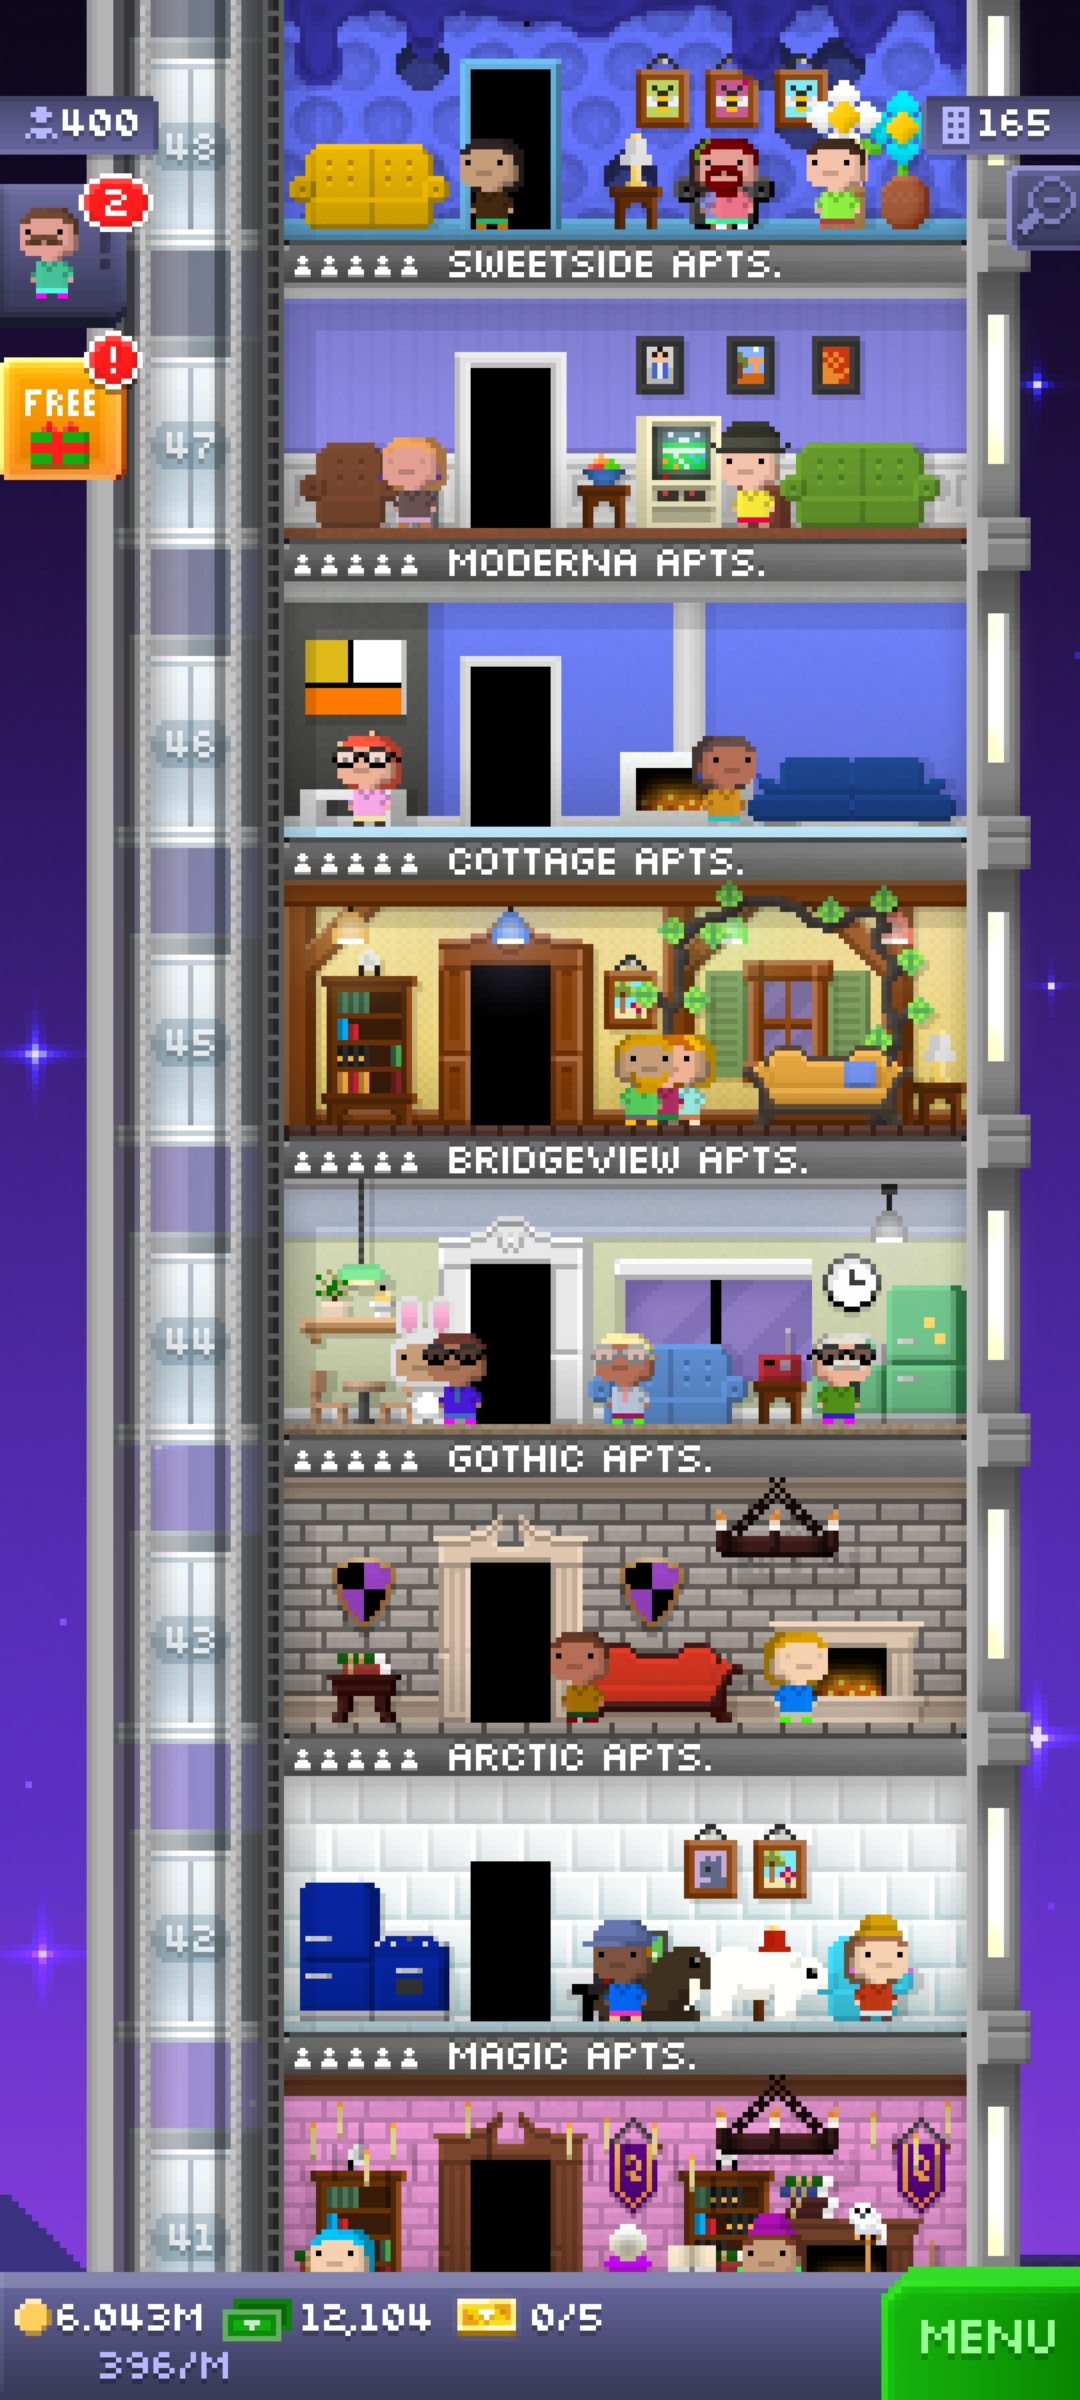 48
400
165
2
SWEETSIDE APTS.
!
FREE
47
MODERNA APTS.
46
COTTAGE APTS.
45
BRIDGEVIEW APTS.
44
GOTHIC APTS.
43
ARCTIC APTS.
42
MAGIC APTS.
41
6.043M 12,104 0/5
396/M
MENU